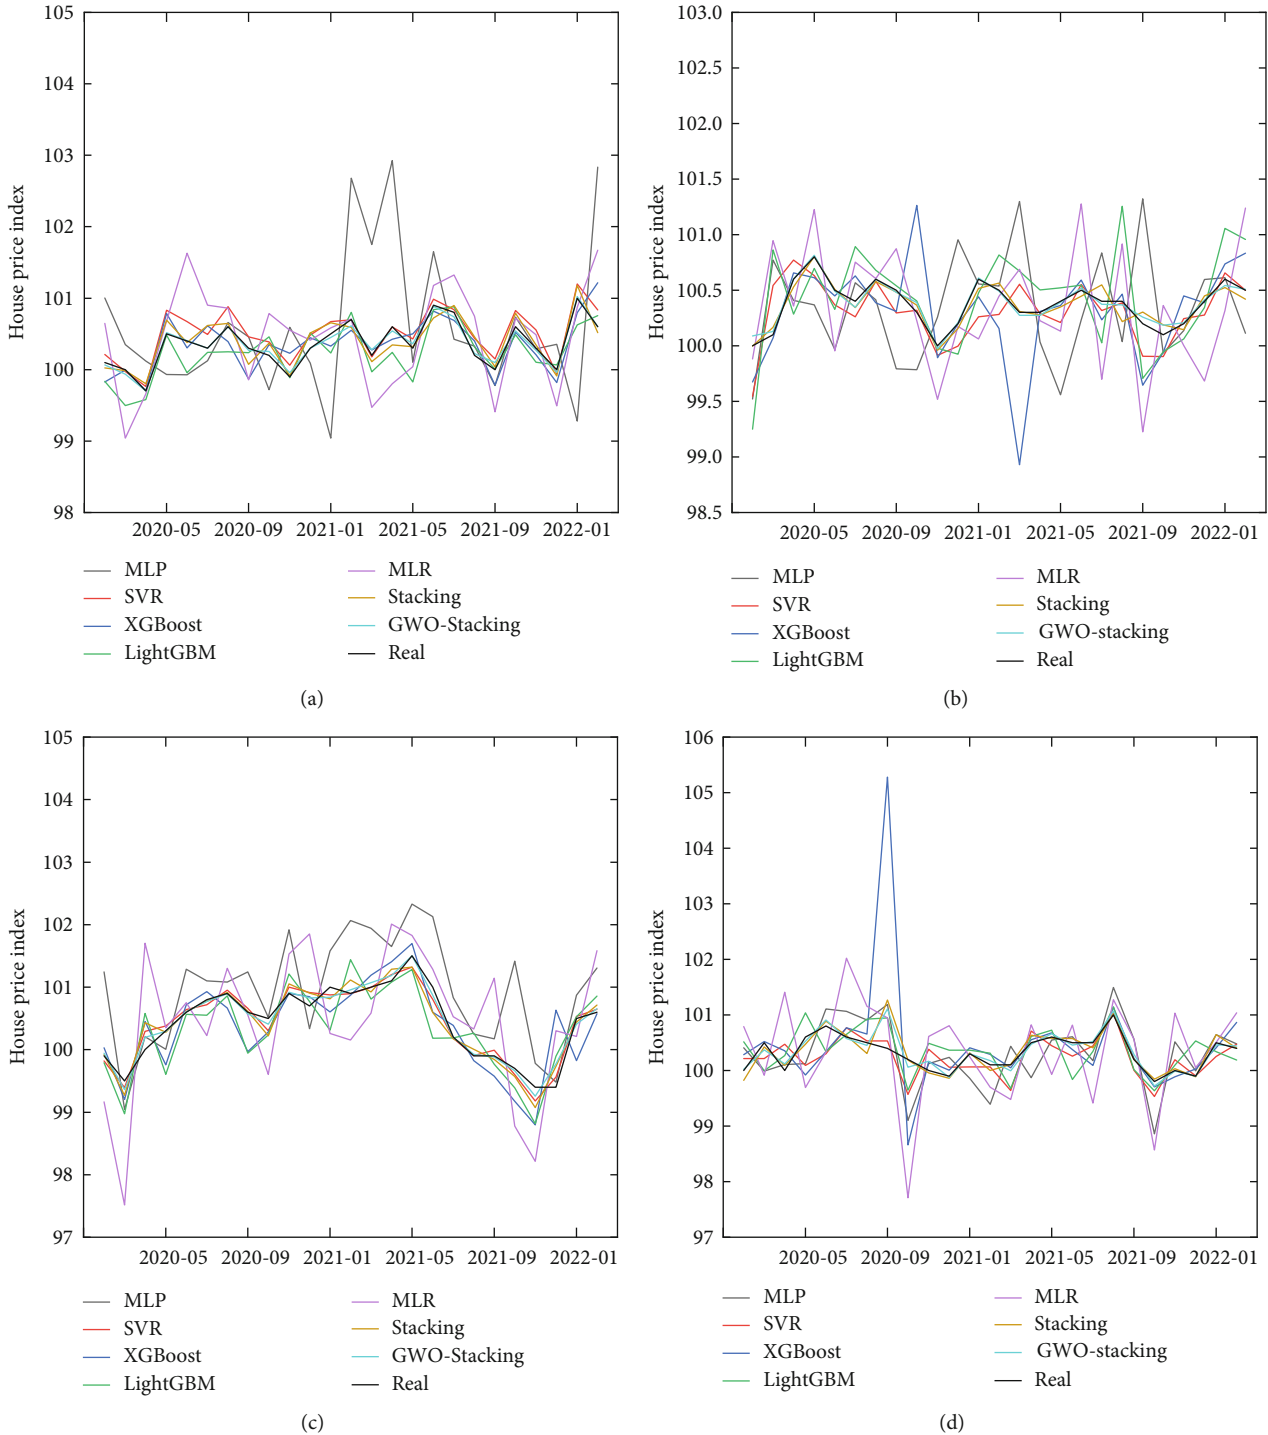 105
104
103
102
101
100
99
98
House price index
2020-05 2020-09 2021-01 2021-05 2021-09 2022-01
MLP MLR
SVR Stacking
XGBoost GWO-Stacking
LightGBM Real
(a)
103.0
102.5
102.0
101.5
101.0
100.5
100.0
99.5
99.0
98.5
House price index
2020-05 2020-09 2021-01 2021-05 2021-09 2022-01
MLP MLR
SVR Stacking
XGBoost GWO-stacking
LightGBM Real
(b)
105
104
103
102
101
100
99
98
97
House price index
2020-05 2020-09 2021-01 2021-05 2021-09 2022-01
MLP MLR
SVR Stacking
XGBoost GWO-Stacking
LightGBM Real
(c)
106
105
104
103
102
101
100
99
98
97
House price index
2020-05 2020-09 2021-01 2021-05 2021-09 2022-01
MLP MLR
SVR Stacking
XGBoost GWO-stacking
LightGBM Real
(d)